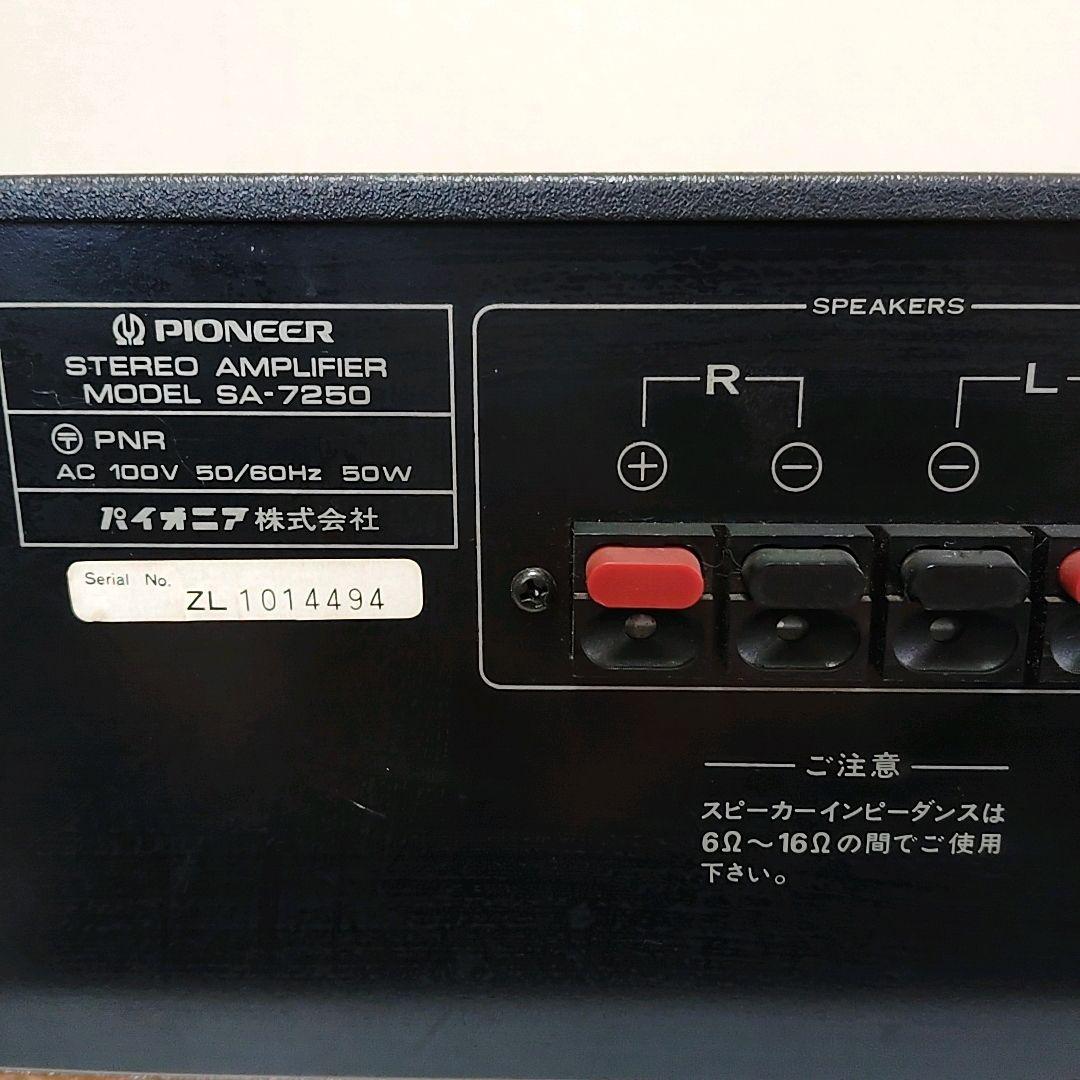 PIONEER
STEREO AMPLIFIER
MODEL SA-7250
〒 PNR
AC 100V 50/60Hz 50W
パイオニア株式会社
Serial No.
ZL 1014494
SPEAKERS
R L
+ − −
ご注意
スピーカーインピーダンスは
6Ω～16Ωの間でご使用
下さい。